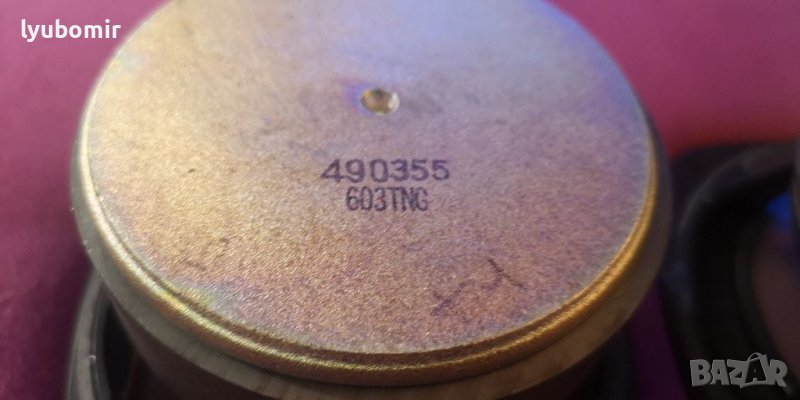 lyubomir
490355
603TNG
BAZAR